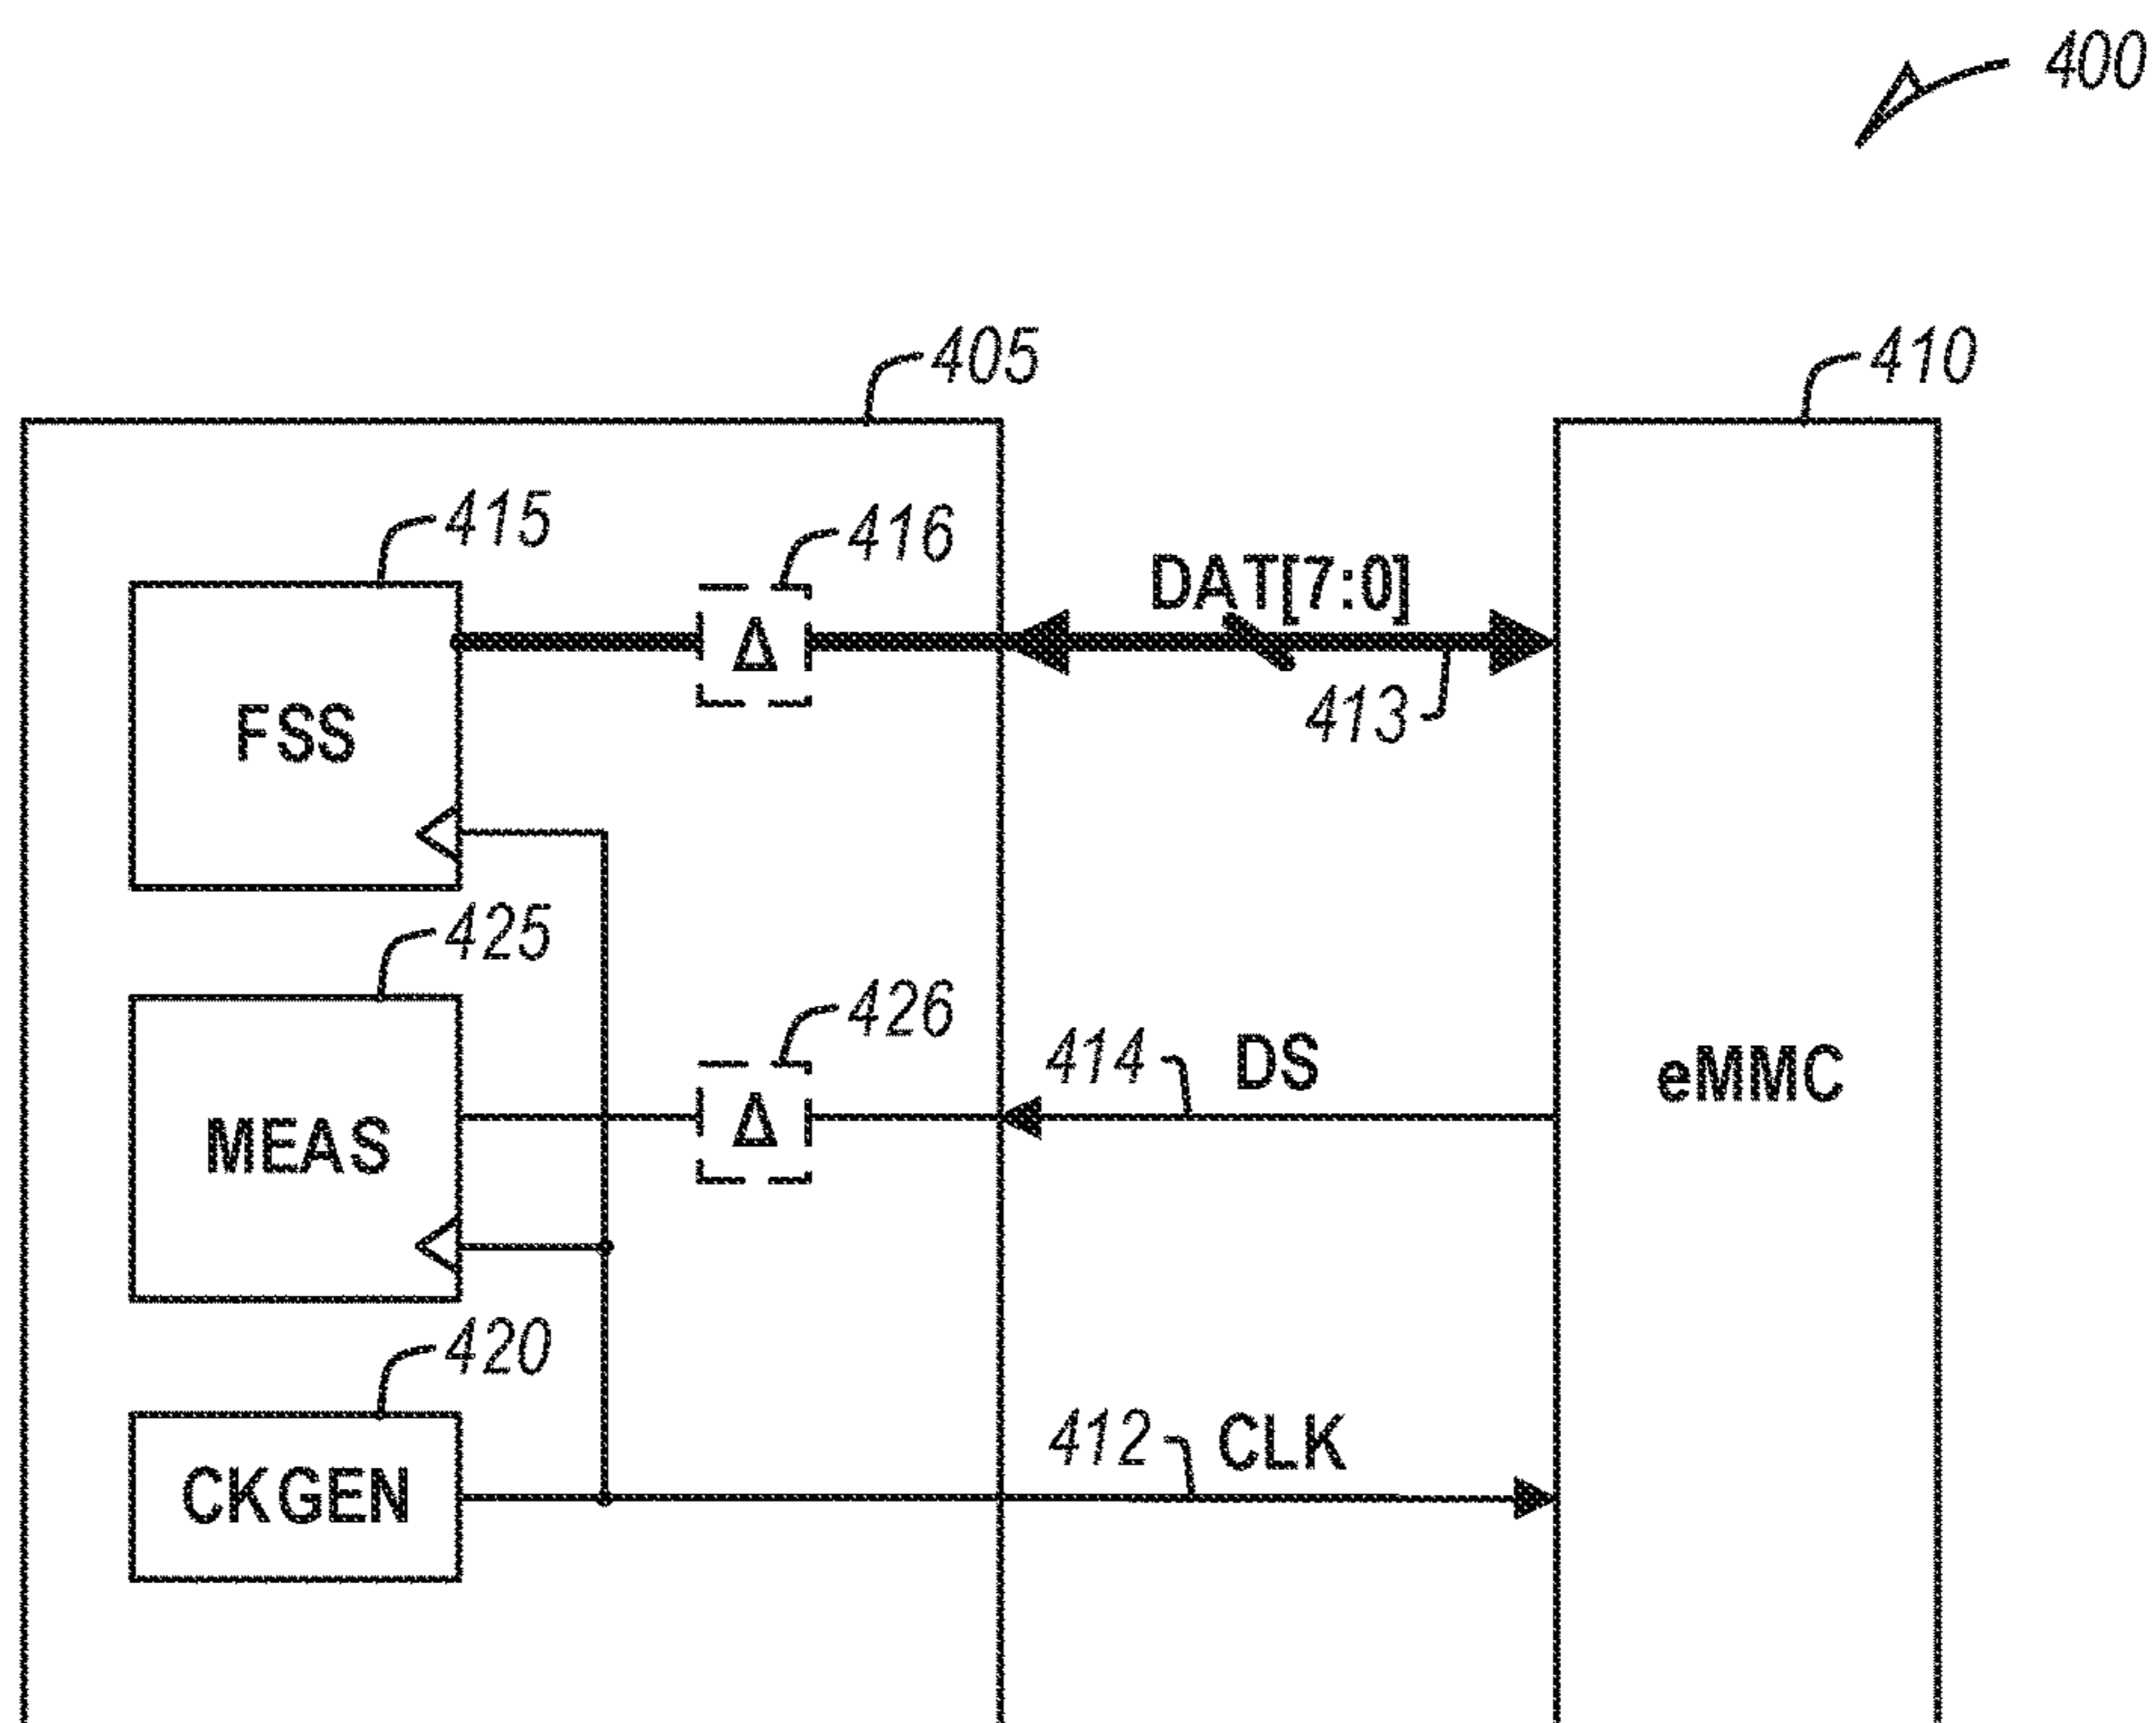 400
405
410
415
416
DAT[7:0]
Δ
413
FSS
425
426
414
DS
eMMC
Δ
MEAS
420
412
CLK
CKGEN